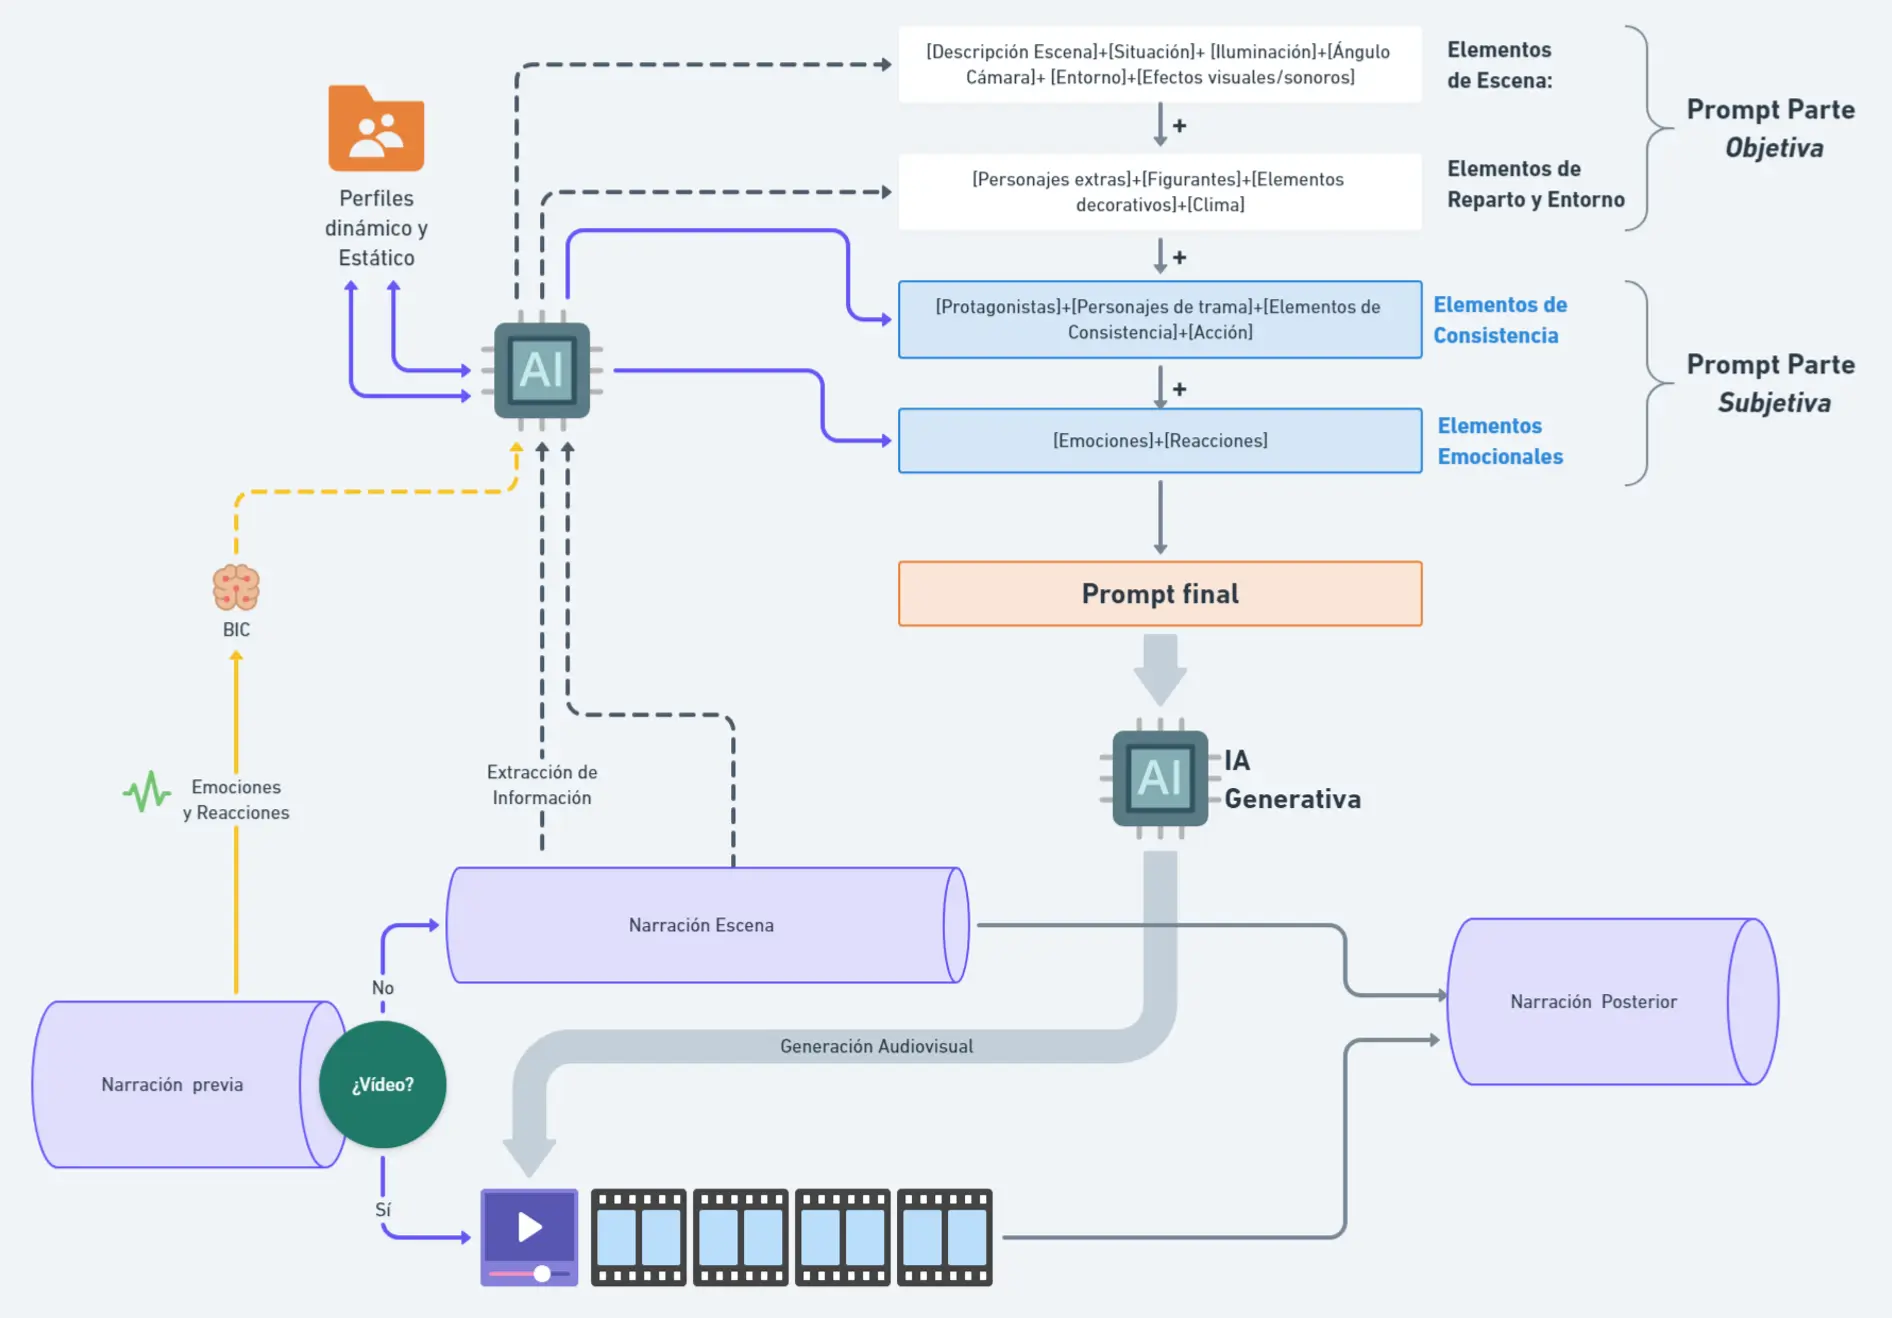 [Descripción Escena]+[Situación]+ [Iluminación]+[Ángulo
Cámara]+ [Entorno]+[Efectos visuales/sonoros]
Elementos
de Escena:
Prompt Parte
Objetiva
+
[Personajes extras]+[Figurantes]+[Elementos
decorativos]+[Clima]
Elementos de
Reparto y Entorno
Perfiles
dinámico y
Estático
+
[Protagonistas]+[Personajes de trama]+[Elementos de
Consistencia]+[Acción]
Elementos de
Consistencia
Prompt Parte
Subjetiva
AI
+
[Emociones]+[Reacciones]
Elementos
Emocionales
Prompt final
BIC
AI
IA
Generativa
Emociones
y Reacciones
Extracción de
Información
Narración Escena
No
Narración Posterior
Generación Audiovisual
Narración  previa
¿Vídeo?
Sí